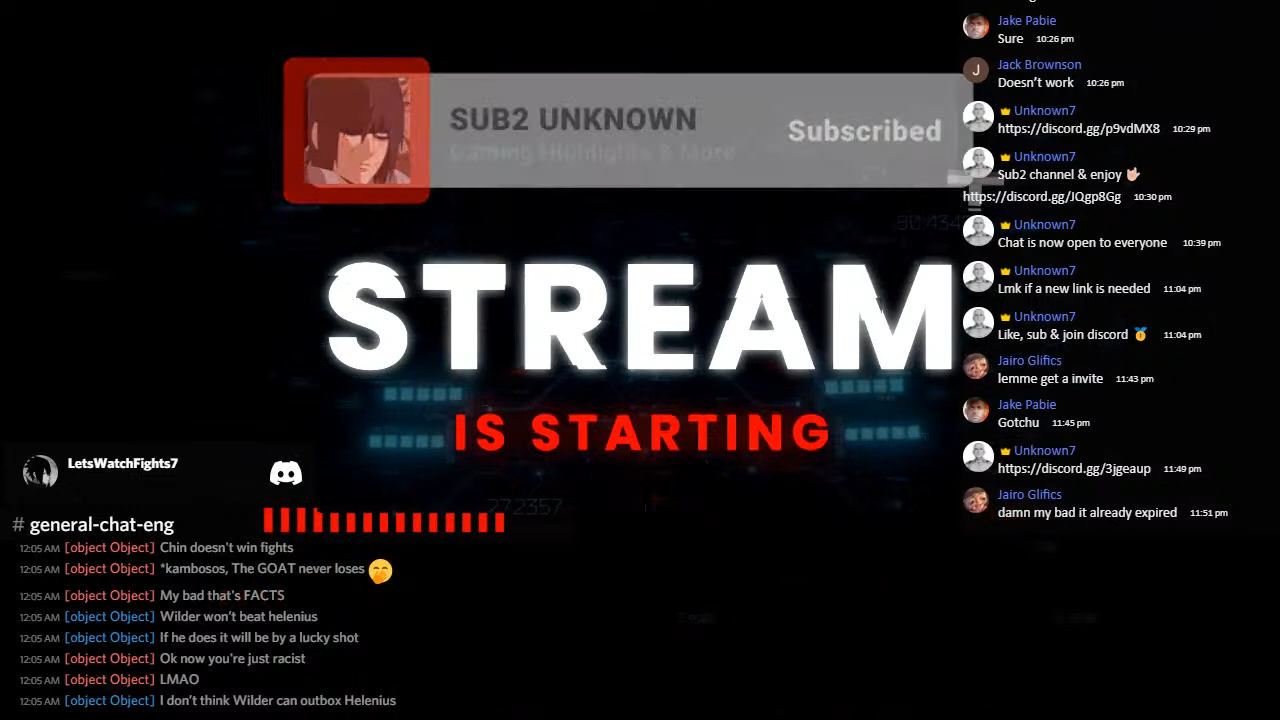 SUB2 UNKNOWN
Gaming Highlights & More
Subscribed
STREAM
IS STARTING
272357
LetsWatchFights7
# general-chat-eng
12:05 AM [object Object] Chin doesn't win fights
12:05 AM [object Object] *kambosos, The GOAT never loses 🤭
12:05 AM [object Object] My bad that's FACTS
12:05 AM [object Object] Wilder won't beat helenius
12:05 AM [object Object] If he does it will be by a lucky shot
12:05 AM [object Object] Ok now you're just racist
12:05 AM [object Object] LMAO
12:05 AM [object Object] I don't think Wilder can outbox Helenius
Jake Pabie
Sure 10:26 pm
J
Jack Brownson
Doesn't work 10:26 pm
Unknown7
https://discord.gg/p9vdMX8 10:29 pm
Unknown7
Sub2 channel & enjoy 🤟🏻
https://discord.gg/JQgp8Gg 10:30 pm
Unknown7
Chat is now open to everyone 10:39 pm
Unknown7
Lmk if a new link is needed 11:04 pm
Unknown7
Like, sub & join discord 🥇 11:04 pm
Jairo Glifics
lemme get a invite 11:43 pm
Jake Pabie
Gotchu 11:45 pm
Unknown7
https://discord.gg/3jgeaup 11:49 pm
Jairo Glifics
damn my bad it already expired 11:51 pm